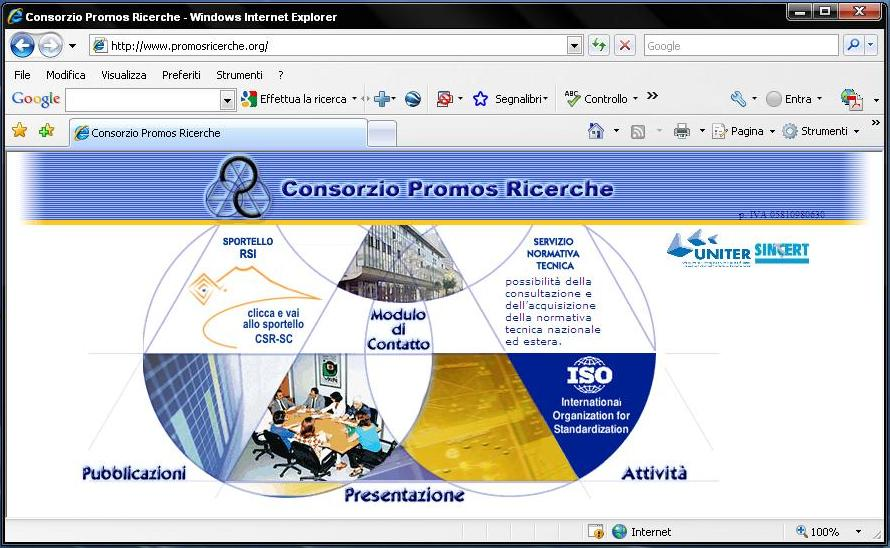 Consorzio Promos Ricerche - Windows Internet Explorer
http://www.promosricerche.org/
Google
File Modifica Visualizza Preferiti Strumenti ?
Google Effettua la ricerca Segnalibri ABC Controllo >> Entra
Consorzio Promos Ricerche
Pagina Strumenti >>
Consorzio Promos Ricerche
p. IVA 05810980630
SPORTELLO
RSI
clicca e vai
allo sportello
CSR-SC
Modulo
di
Contatto
SERVIZIO
NORMATIVA
TECNICA
possibilità della
consultazione e
dell'acquisizione
della normativa
tecnica nazionale
ed estera.
UNITER
SINCERT
ISO
International
Organization for
Standardization
Pubblicazioni
Presentazione
Attività
Internet
100%